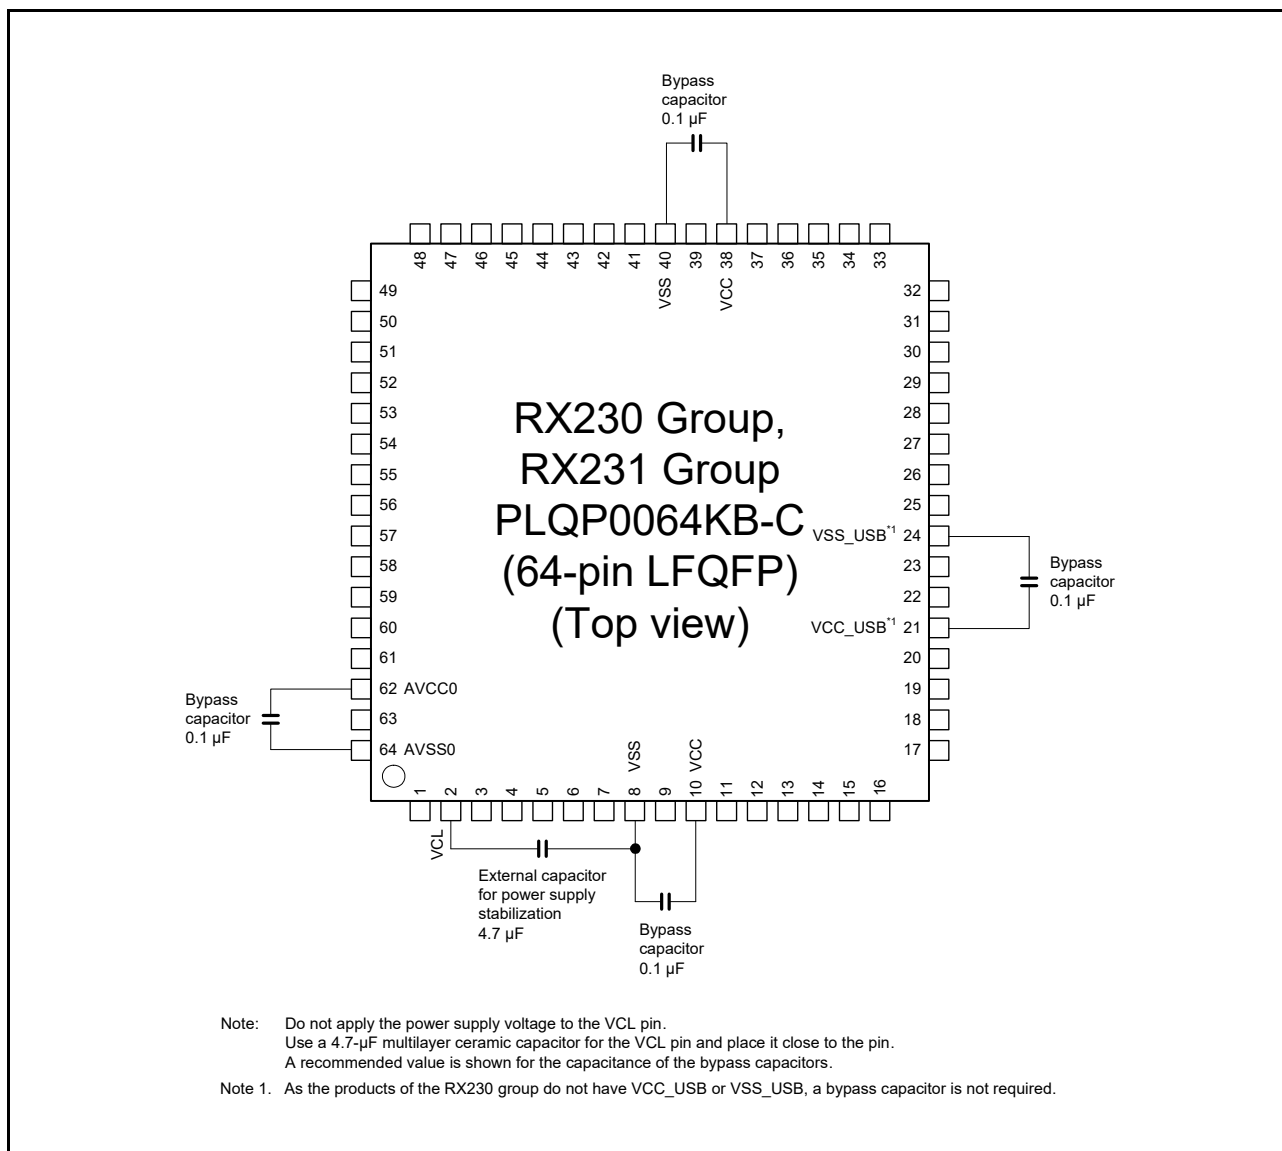 Bypass
capacitor
0.1 µF
48 47 46 45 44 43 42 41 40 39 38 37 36 35 34 33
VSS
VCC
49
50
51
52
53
54
55
56
57
58
59
60
61
62 AVCC0
63
64 AVSS0
32
31
30
29
28
27
26
25
VSS_USB*1 24
23
22
VCC_USB*1 21
20
19
18
17
RX230 Group,
RX231 Group
PLQP0064KB-C
(64-pin LFQFP)
(Top view)
Bypass
capacitor
0.1 µF
Bypass
capacitor
0.1 µF
VSS
VCC
1 2 3 4 5 6 7 8 9 10 11 12 13 14 15 16
VCL
External capacitor
for power supply
stabilization
4.7 µF
Bypass
capacitor
0.1 µF
Note: Do not apply the power supply voltage to the VCL pin.
Use a 4.7-µF multilayer ceramic capacitor for the VCL pin and place it close to the pin.
A recommended value is shown for the capacitance of the bypass capacitors.
Note 1. As the products of the RX230 group do not have VCC_USB or VSS_USB, a bypass capacitor is not required.